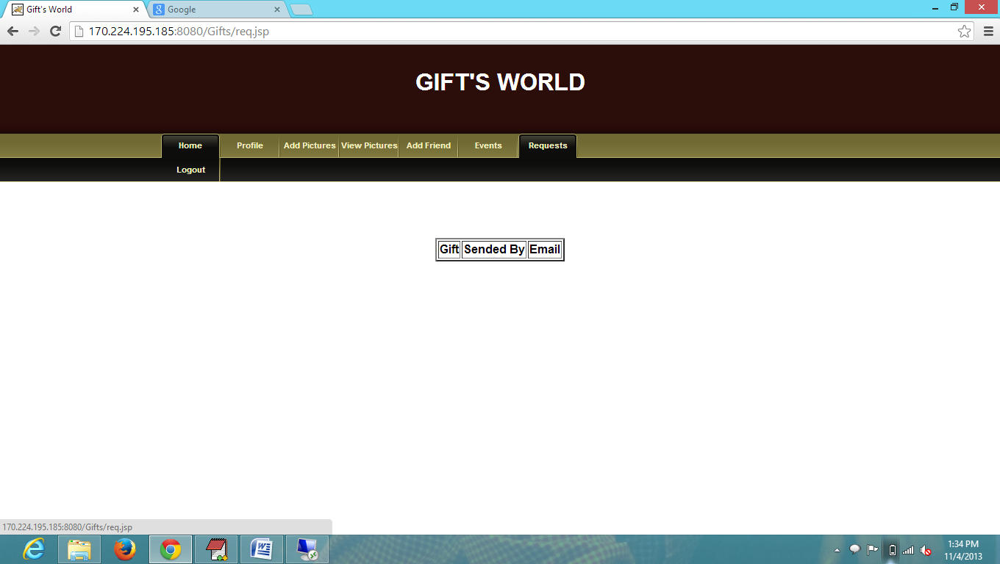 Gift's World
Google
170.224.195.185:8080/Gifts/req.jsp
GIFT'S WORLD
Home Profile Add Pictures View Pictures Add Friend Events Requests
Logout
Gift Sended By Email
170.224.195.185:8080/Gifts/req.jsp
1:34 PM
11/4/2013